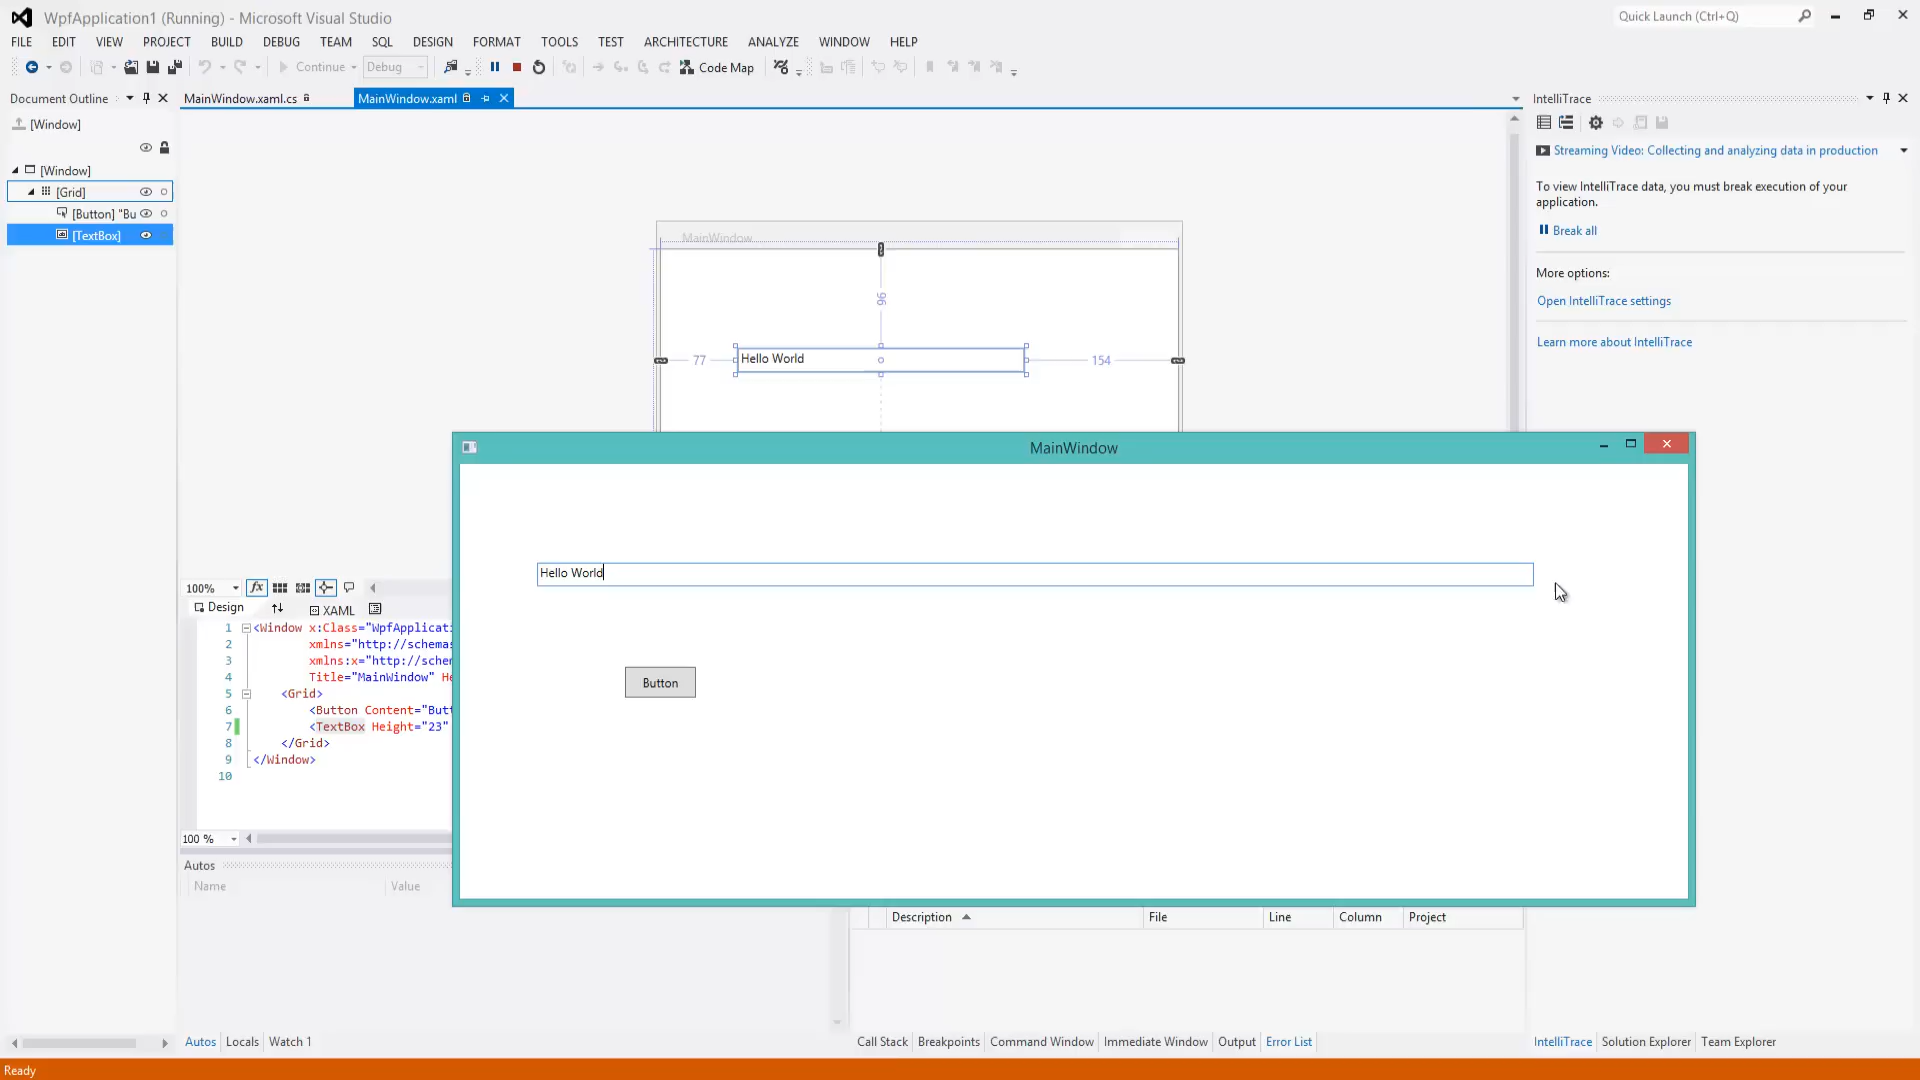 WpfApplication1 (Running) - Microsoft Visual Studio
Quick Launch (Ctrl+Q)
FILE EDIT VIEW PROJECT BUILD DEBUG TEAM SQL DESIGN FORMAT TOOLS TEST ARCHITECTURE ANALYZE WINDOW HELP
Continue Debug Code Map
Document Outline
MainWindow.xaml.cs
MainWindow.xaml
IntelliTrace
[Window]
Streaming Video: Collecting and analyzing data in production
[Window]
[Grid]
[Button] "Bu
[TextBox]
To view IntelliTrace data, you must break execution of your
application.
Break all
More options:
Open IntelliTrace settings
Learn more about IntelliTrace
MainWindow
96
77
Hello World
154
MainWindow
Hello World
Button
100%
fx
Design
XAML
1 <Window x:Class="WpfApplicati
2 xmlns="http://schemas
3 xmlns:x="http://schem
4 Title="MainWindow" He
5 <Grid>
6 <Button Content="Butt
7 <TextBox Height="23"
8 </Grid>
9 </Window>
10
100 %
Autos
Name Value
Description File Line Column Project
Autos Locals Watch 1
Call Stack Breakpoints Command Window Immediate Window Output Error List
IntelliTrace Solution Explorer Team Explorer
Ready